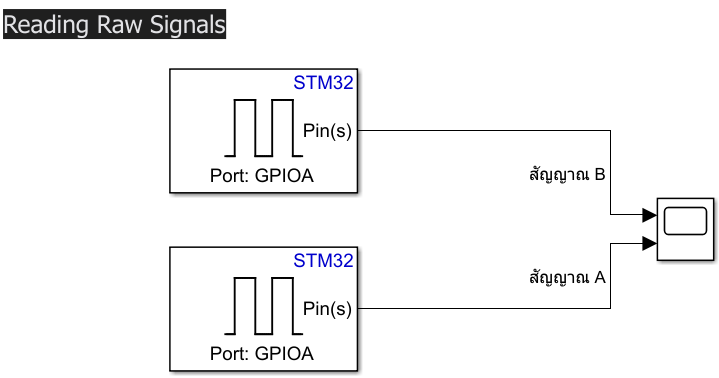 Reading Raw Signals
STM32
Pin(s)
Port: GPIOA
สัญญาณ B
STM32
Pin(s)
Port: GPIOA
สัญญาณ A